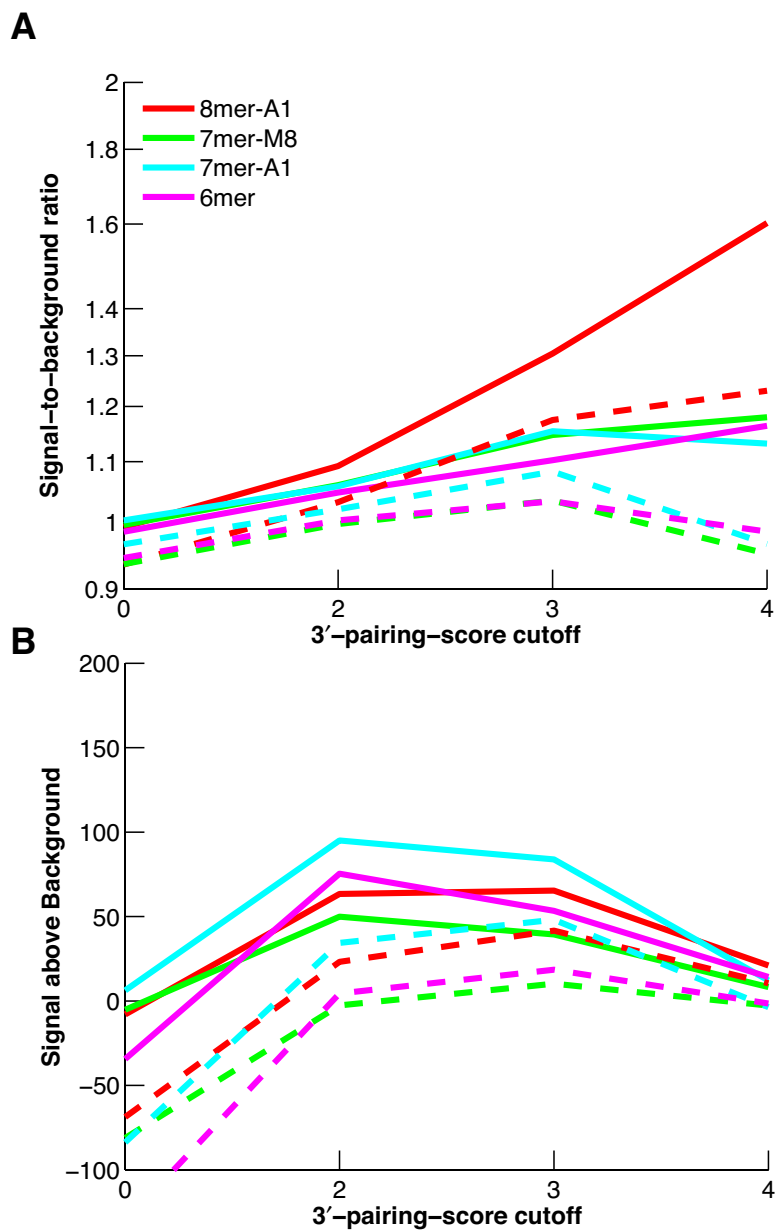 A
Signal–to–background ratio
2
1.8
1.6
1.4
1.3
1.2
1.1
1
0.9
8mer-A1
7mer-M8
7mer-A1
6mer
0
2
3
4
3′–pairing–score cutoff
B
Signal above Background
200
150
100
50
0
−50
−100
0
2
3
4
3′–pairing–score cutoff